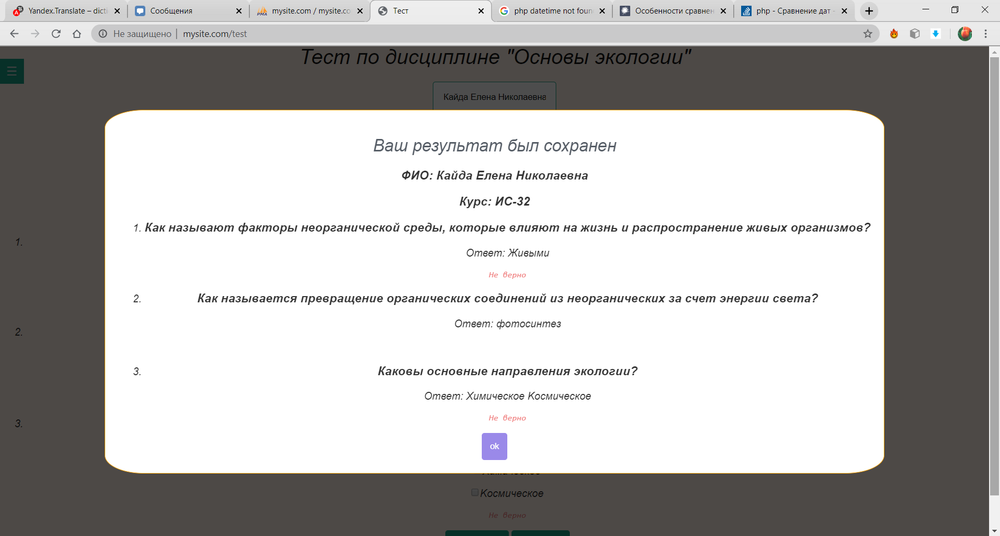 Yandex.Translate – dicti
Сообщения
PMA
mysite.com / mysite.co
Тест
php datetime not foun
Особенности сравнен
php - Сравнение дат -
Не защищено | mysite.com/test
Тест по дисциплине "Основы экологии"
Кайда Елена Николаевна
Ваш результат был сохранен
ФИО: Кайда Елена Николаевна
Курс: ИС-32
1. Как называют факторы неорганической среды, которые влияют на жизнь и распространение живых организмов?
1.
Ответ: Живыми
Не верно
2. Как называется превращение органических соединений из неорганических за счет энергии света?
Ответ: фотосинтез
2.
3. Каковы основные направления экологии?
Ответ: Химическое Космическое
Не верно
3.
ok
Космическое
Не верно